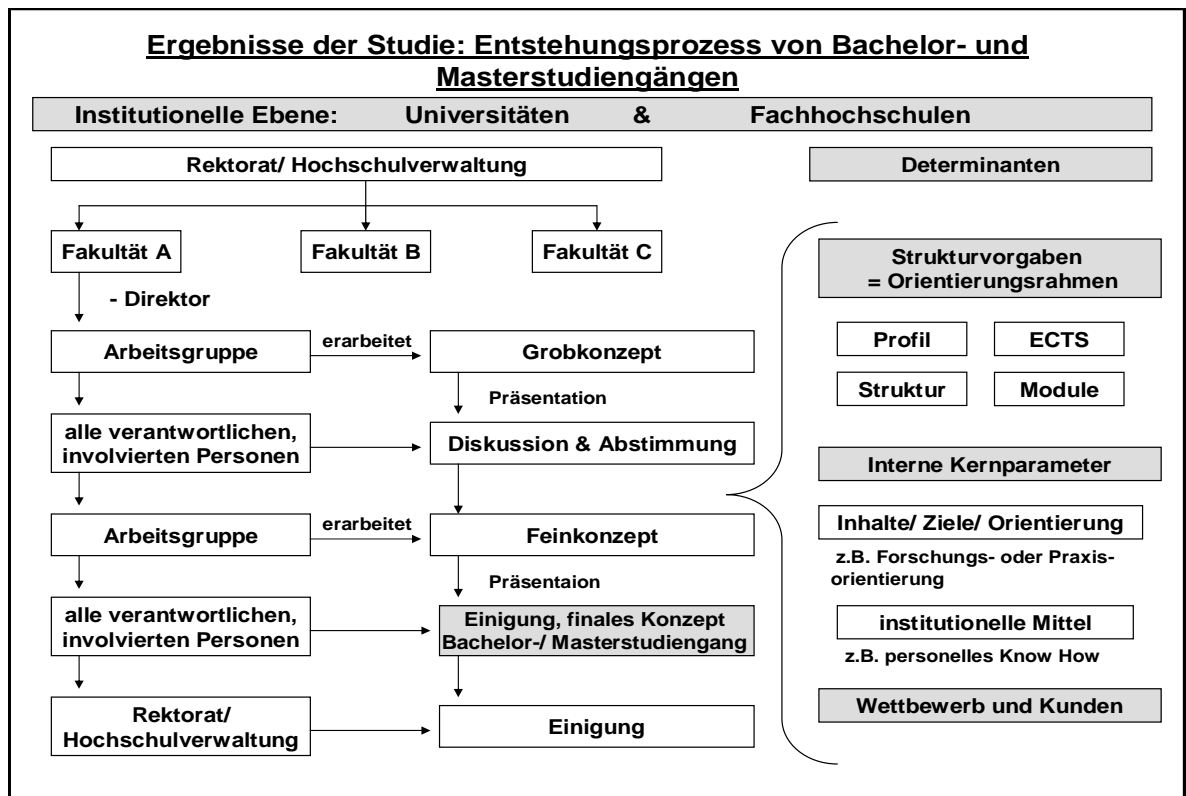 Ergebnisse der Studie: Entstehungsprozess von Bachelor- und
Masterstudiengängen
Institutionelle Ebene: Universitäten & Fachhochschulen
Rektorat/ Hochschulverwaltung
Fakultät A
Fakultät B
Fakultät C
- Direktor
Arbeitsgruppe
erarbeitet
Grobkonzept
Präsentation
alle verantwortlichen,
involvierten Personen
Diskussion & Abstimmung
Arbeitsgruppe
erarbeitet
Feinkonzept
Präsentaion
alle verantwortlichen,
involvierten Personen
Einigung, finales Konzept
Bachelor-/ Masterstudiengang
Rektorat/
Hochschulverwaltung
Einigung
Determinanten
Strukturvorgaben
= Orientierungsrahmen
Profil
ECTS
Struktur
Module
Interne Kernparameter
Inhalte/ Ziele/ Orientierung
z.B. Forschungs- oder Praxis-
orientierung
institutionelle Mittel
z.B. personelles Know How
Wettbewerb und Kunden